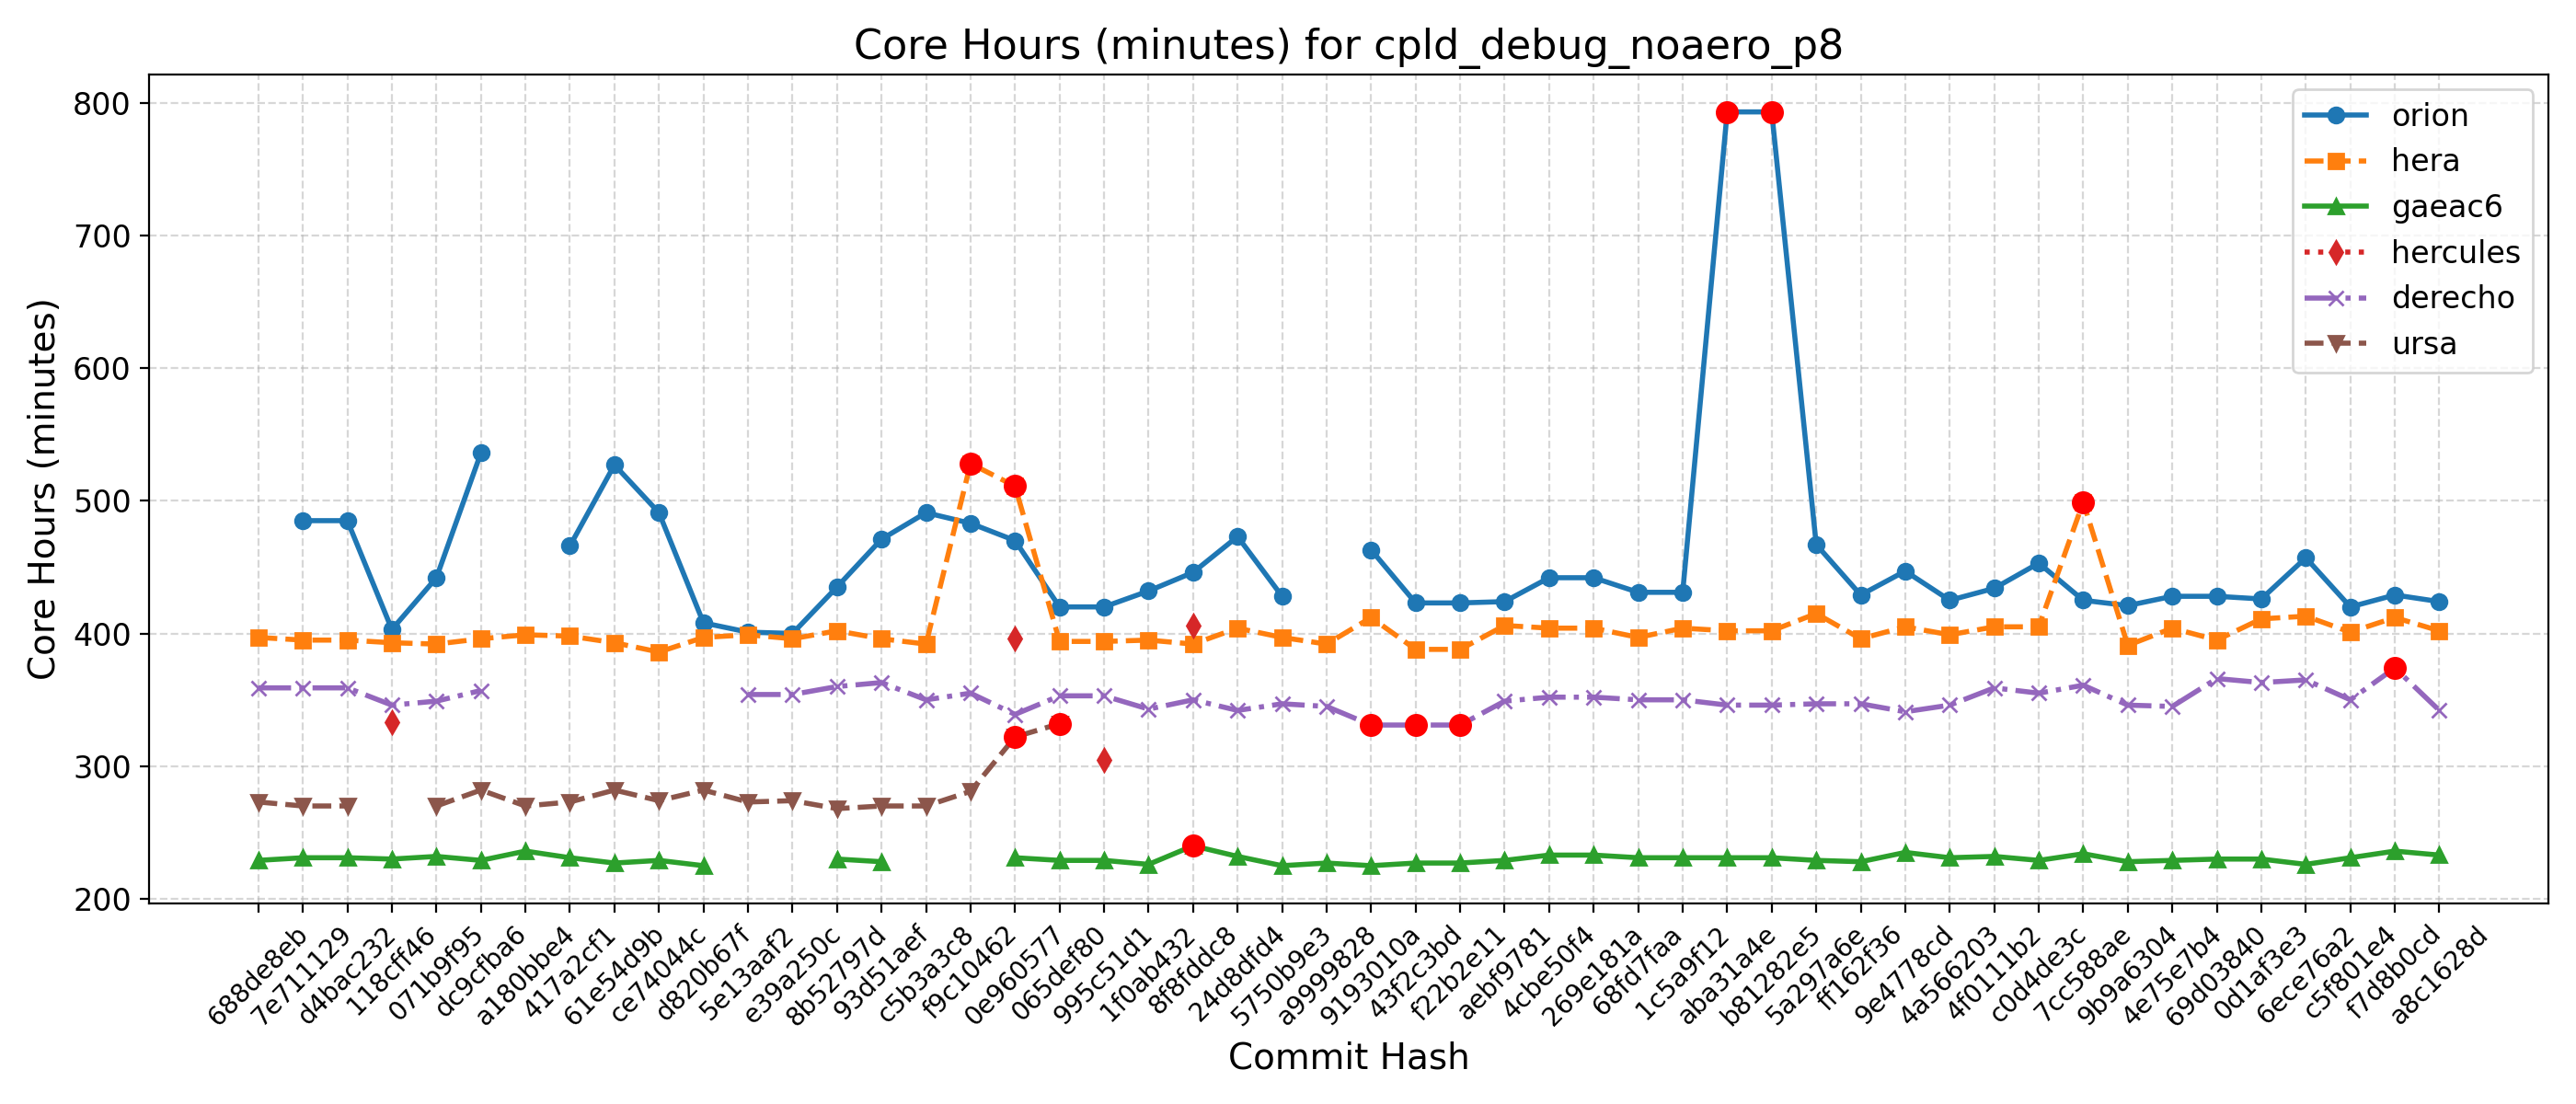 Core Hours (minutes) for cpld_debug_noaero_p8
Core Hours (minutes)
800
700
600
500
400
300
200
orion
hera
gaeac6
hercules
derecho
ursa
688de8eb
7e711129
d4bac232
118cff46
071b9f95
dc9cfba6
a180bbe4
417a2cf1
61e54d9b
ce74044c
d820b67f
5e13aaf2
e39a250c
8b52797d
93d51aef
c5b3a3c8
f9c10462
0e960577
065def80
995c51d1
1f0ab432
8f8fddc8
24d8dfd4
5750b9e3
a9999828
9193010a
43f2c3bd
f22b2e11
aebf9781
4cbe50f4
269e181a
68fd7faa
1c5a9f12
aba31a4e
b81282e5
5a297a6e
ff162f36
9e4778cd
4a566203
4f0111b2
c0d4de3c
7cc588ae
9b9a6304
4e75e7b4
69d03840
0d1af3e3
6ece76a2
c5f801e4
f7d8b0cd
a8c1628d
Commit Hash